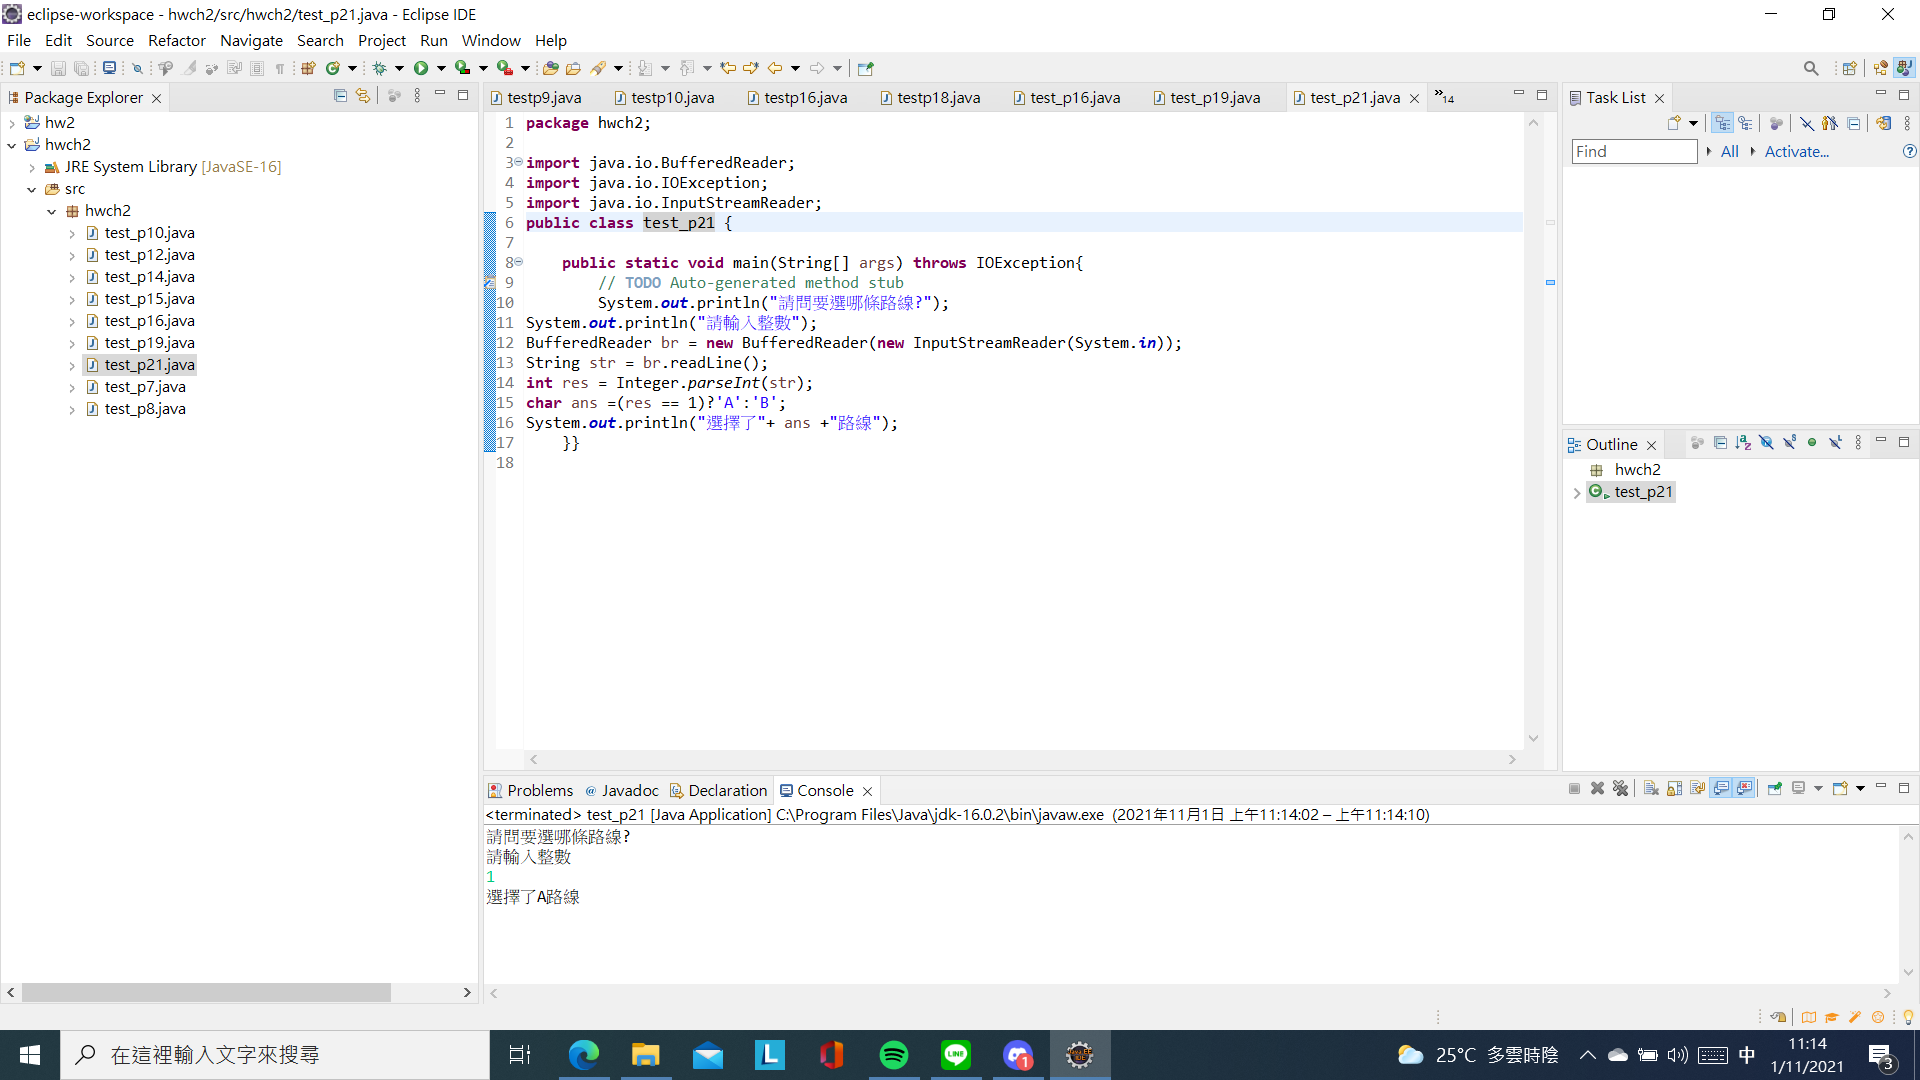 eclipse-workspace - hwch2/src/hwch2/test_p21.java - Eclipse IDE
File Edit Source Refactor Navigate Search Project Run Window Help
Package Explorer
hw2
hwch2
JRE System Library [JavaSE-16]
src
hwch2
test_p10.java
test_p12.java
test_p14.java
test_p15.java
test_p16.java
test_p19.java
test_p21.java
test_p7.java
test_p8.java
testp9.java testp10.java testp16.java testp18.java test_p16.java test_p19.java test_p21.java »14
1 package hwch2;
2
3 import java.io.BufferedReader;
4 import java.io.IOException;
5 import java.io.InputStreamReader;
6 public class test_p21 {
7
8 public static void main(String[] args) throws IOException{
9 // TODO Auto-generated method stub
10 System.out.println("請問要選哪條路線?");
11 System.out.println("請輸入整數");
12 BufferedReader br = new BufferedReader(new InputStreamReader(System.in));
13 String str = br.readLine();
14 int res = Integer.parseInt(str);
15 char ans =(res == 1)?'A':'B';
16 System.out.println("選擇了"+ ans +"路線");
17 }}
18
Task List
Find All Activate...
Outline
hwch2
test_p21
Problems @ Javadoc Declaration Console
<terminated> test_p21 [Java Application] C:\Program Files\Java\jdk-16.0.2\bin\javaw.exe (2021年11月1日 上午11:14:02 – 上午11:14:10)
請問要選哪條路線?
請輸入整數
1
選擇了A路線
在這裡輸入文字來搜尋
L
LINE
1
25°C 多雲時陰
中
11:14
1/11/2021
3